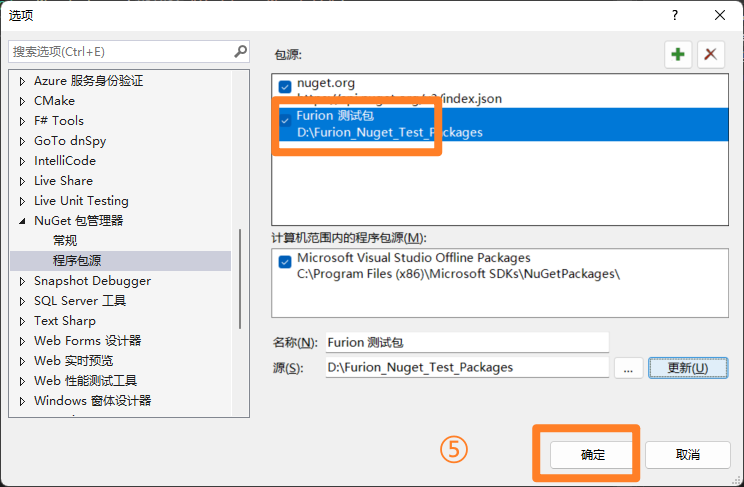 选项
搜索选项(Ctrl+E)
Azure 服务身份验证
CMake
F# Tools
GoTo dnSpy
IntelliCode
Live Share
Live Unit Testing
NuGet 包管理器
常规
程序包源
Snapshot Debugger
SQL Server 工具
Text Sharp
Web Forms 设计器
Web 实时预览
Web 性能测试工具
Windows 窗体设计器
包源:
nuget.org
index.json
Furion 测试包
D:\Furion_Nuget_Test_Packages
计算机范围内的程序包源(M):
Microsoft Visual Studio Offline Packages
C:\Program Files (x86)\Microsoft SDKs\NuGetPackages\
名称(N):
Furion 测试包
源(S):
D:\Furion_Nuget_Test_Packages
...
更新(U)
⑤
确定
取消